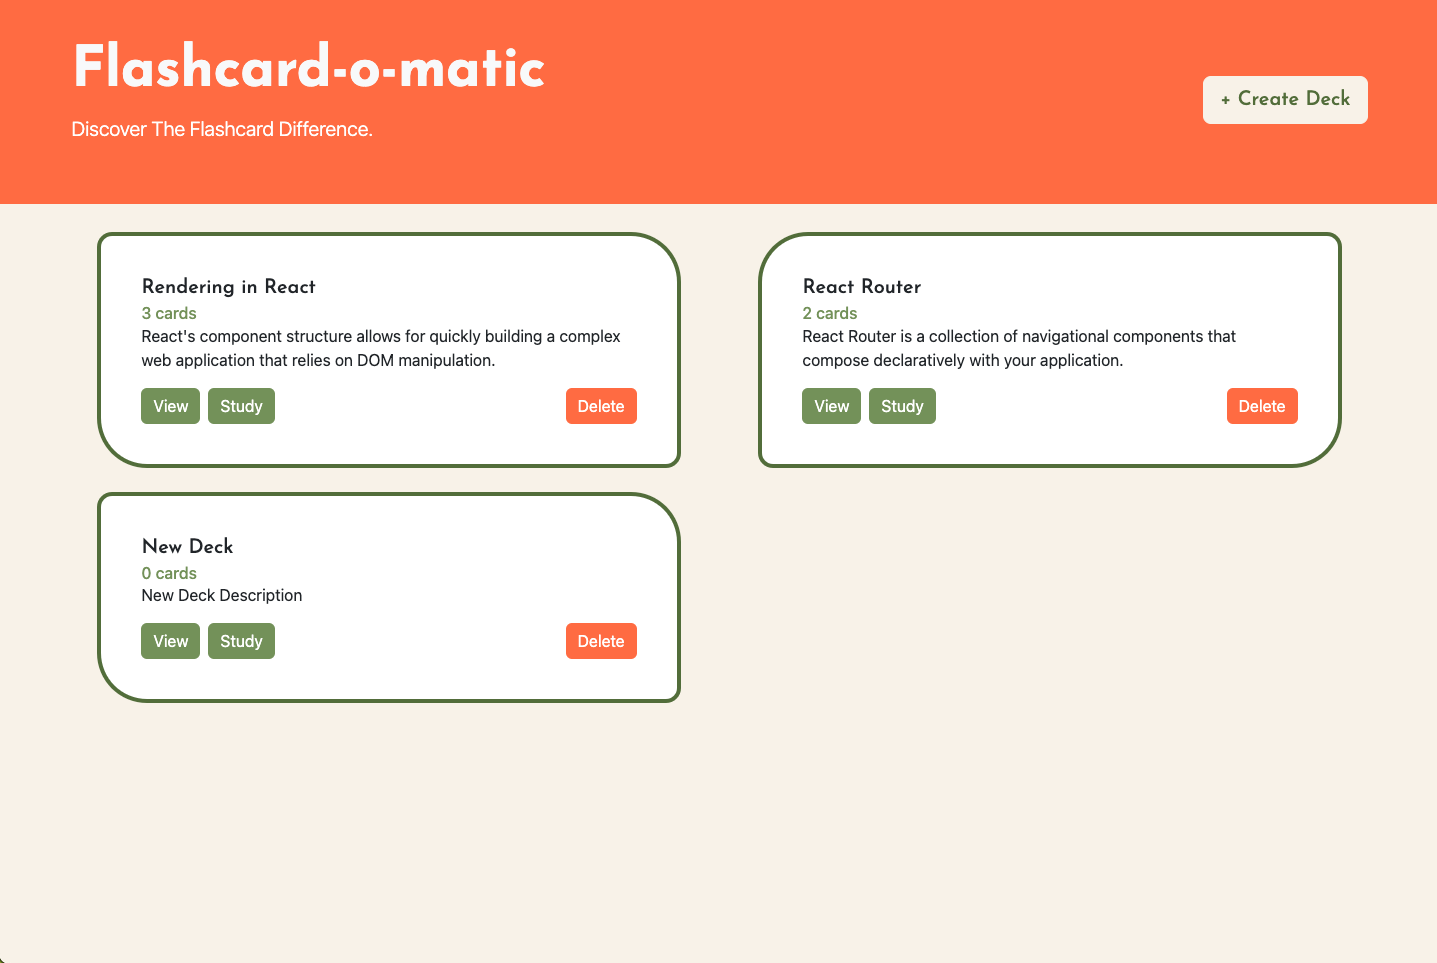 Flashcard-o-matic
Discover The Flashcard Difference.
+ Create Deck
Rendering in React
3 cards
React's component structure allows for quickly building a complex
web application that relies on DOM manipulation.
View Study Delete
React Router
2 cards
React Router is a collection of navigational components that
compose declaratively with your application.
View Study Delete
New Deck
0 cards
New Deck Description
View Study Delete